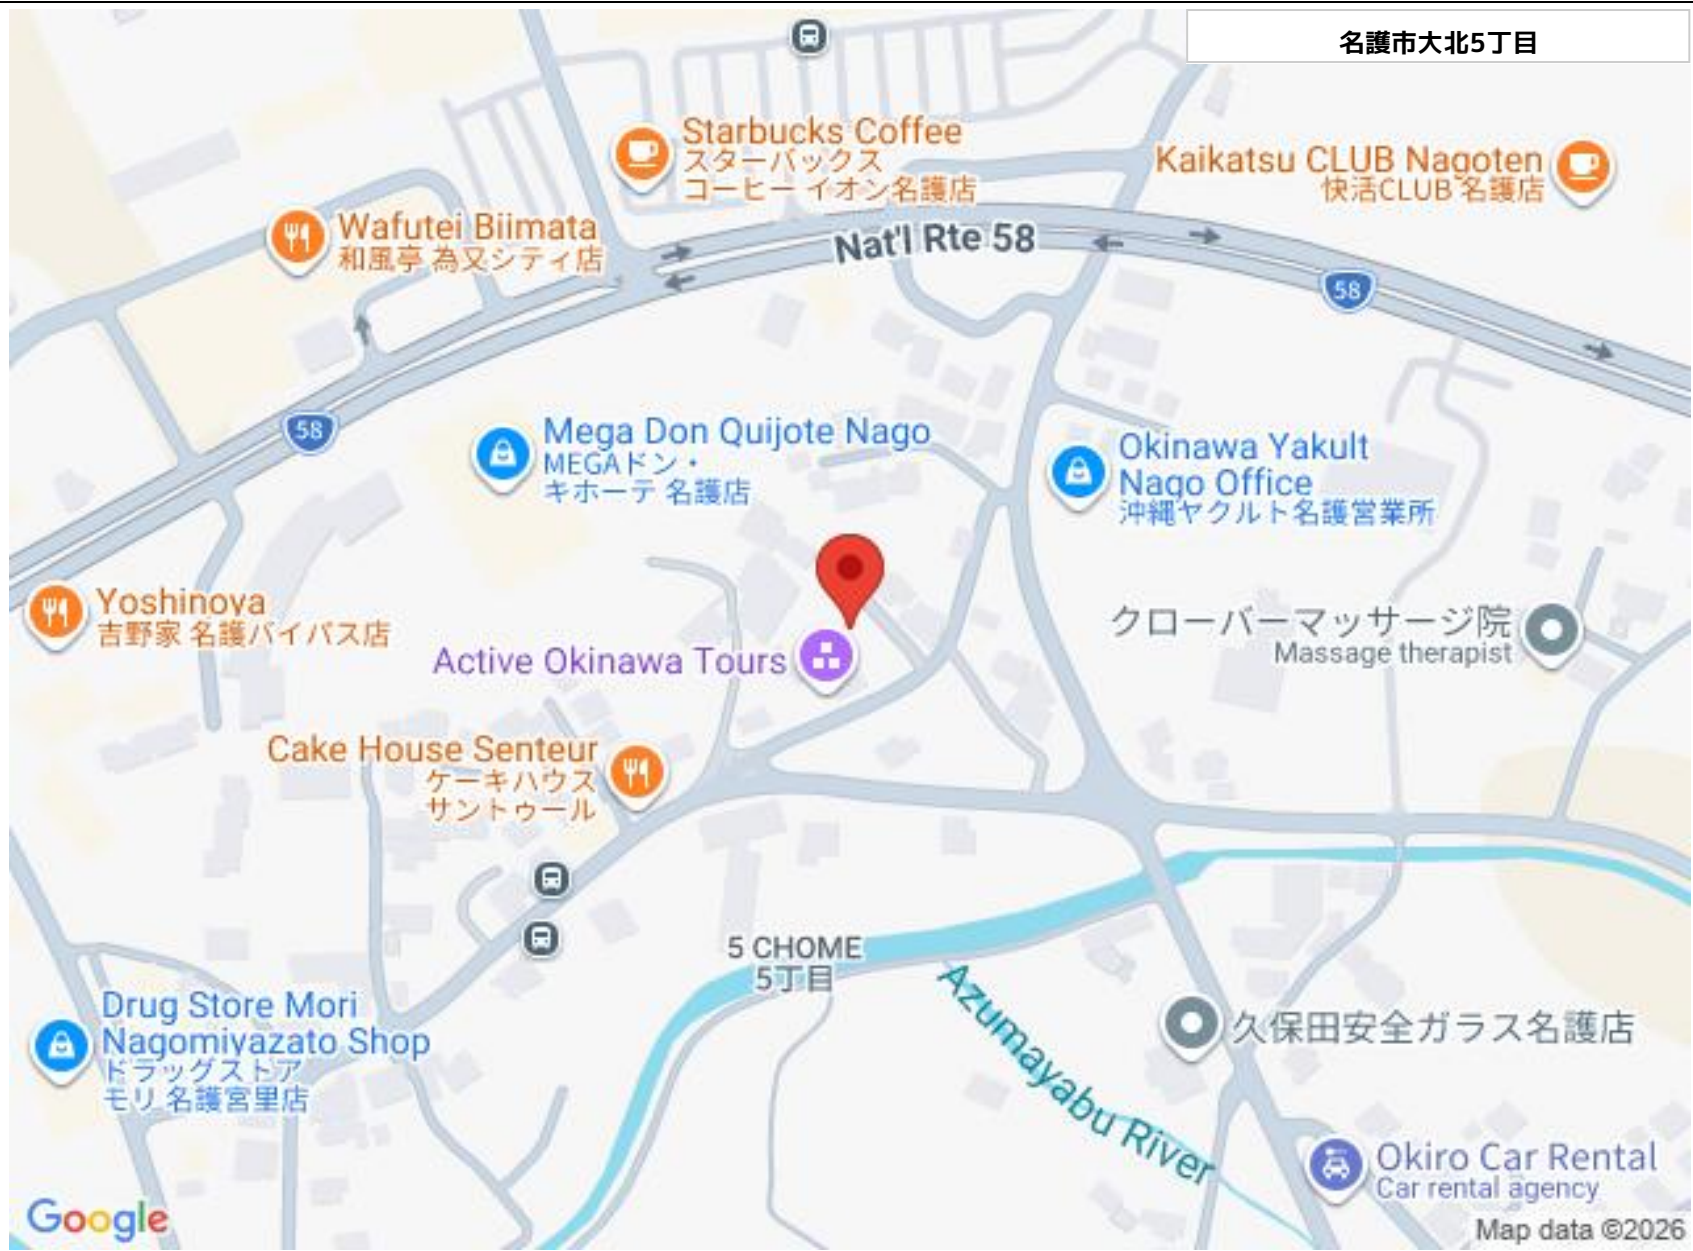 名護市大北5丁目
Starbucks Coffee
スターバックス
コーヒー イオン名護店
Kaikatsu CLUB Nagoten
快活CLUB 名護店
Wafutei Biimata
和風亭 為又シティ店
Nat'l Rte 58
58
58
Mega Don Quijote Nago
MEGAドン・
キホーテ 名護店
Okinawa Yakult
Nago Office
沖縄ヤクルト名護営業所
Yoshinoya
吉野家 名護バイパス店
クローバーマッサージ院
Massage therapist
Active Okinawa Tours
Cake House Senteur
ケーキハウス
サントゥール
5 CHOME
5丁目
Azumayabu River
Drug Store Mori
Nagomiyazato Shop
ドラッグストア
モリ 名護宮里店
久保田安全ガラス名護店
Okiro Car Rental
Car rental agency
Google
Map data ©2026